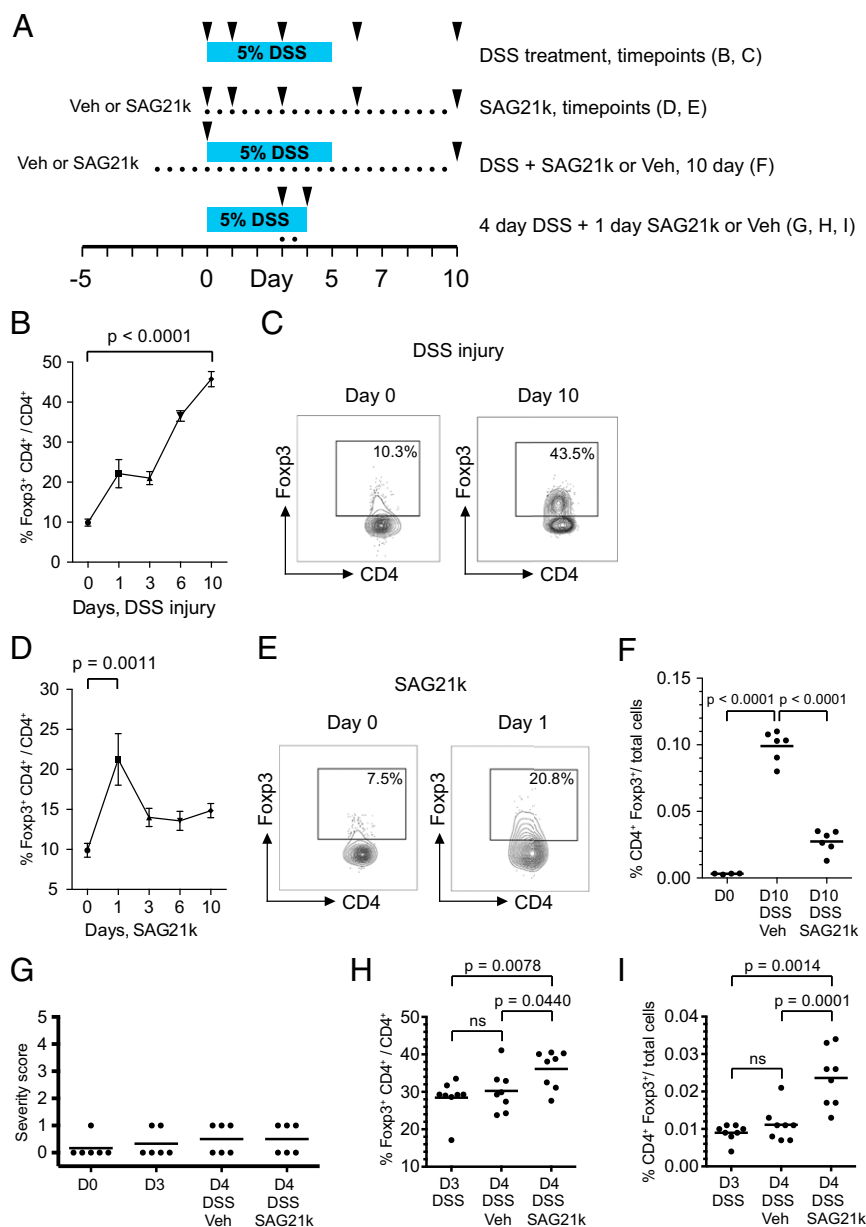 A
5% DSS
DSS treatment, timepoints (B, C)
Veh or SAG21k
SAG21k, timepoints (D, E)
Veh or SAG21k
5% DSS
DSS + SAG21k or Veh, 10 day (F)
5% DSS
4 day DSS + 1 day SAG21k or Veh (G, H, I)
-5 0 Day 5 7 10
B
p < 0.0001
% Foxp3⁺ CD4⁺ / CD4⁺
50
40
30
20
10
0
0 1 3 6 10
Days, DSS injury
C
DSS injury
Day 0
Day 10
10.3%
43.5%
Foxp3
CD4
Foxp3
CD4
D
p = 0.0011
% Foxp3⁺ CD4⁺ / CD4⁺
30
25
20
15
10
5
0 1 3 6 10
Days, SAG21k
E
SAG21k
Day 0
Day 1
7.5%
20.8%
Foxp3
CD4
Foxp3
CD4
F
% CD4⁺ Foxp3⁺/ total cells
0.15
0.10
0.05
0.00
p < 0.0001
p < 0.0001
D0
D10 DSS Veh
D10 DSS SAG21k
G
Severity score
5
4
3
2
1
0
D0
D3
D4 DSS Veh
D4 DSS SAG21k
H
p = 0.0078
p = 0.0440
ns
% Foxp3⁺ CD4⁺ / CD4⁺
50
40
30
20
10
D3 DSS
D4 DSS Veh
D4 DSS SAG21k
I
p = 0.0014
p = 0.0001
ns
% CD4⁺ Foxp3⁺/ total cells
0.04
0.03
0.02
0.01
0.00
D3 DSS
D4 DSS Veh
D4 DSS SAG21k